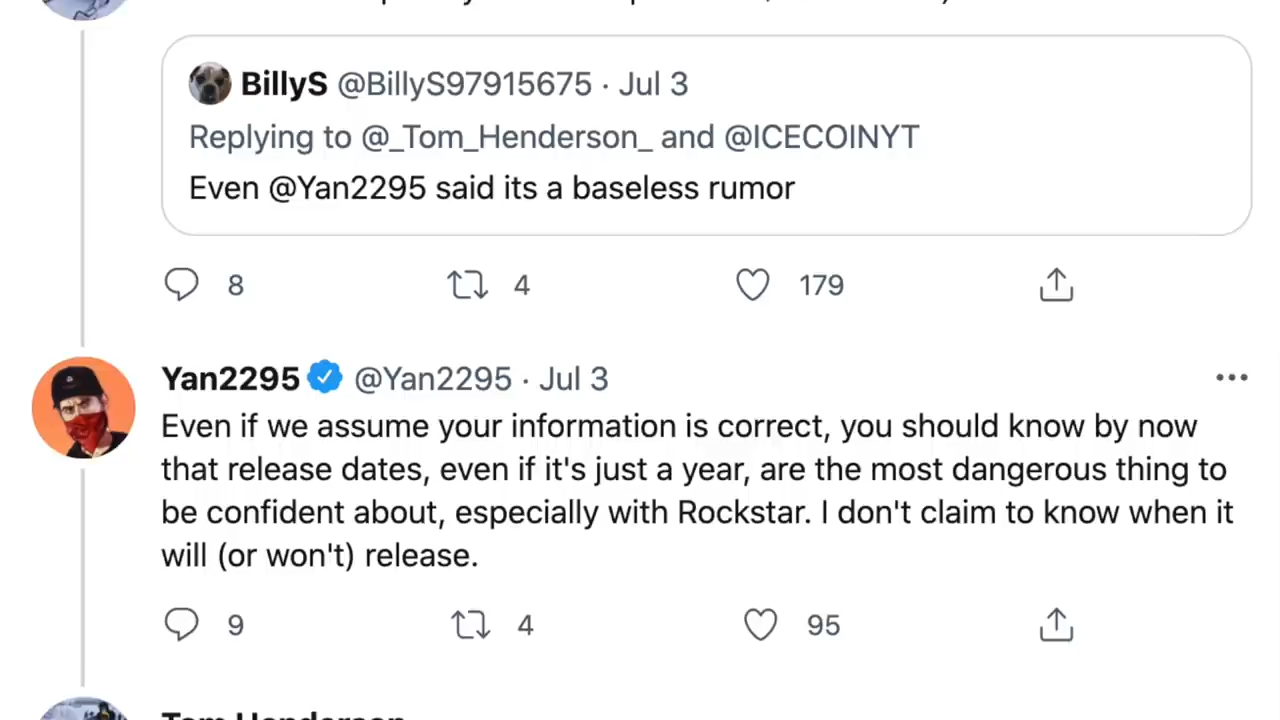 BillyS @BillyS97915675 · Jul 3
Replying to @_Tom_Henderson_ and @ICECOINYT
Even @Yan2295 said its a baseless rumor
8 4 179
Yan2295 @Yan2295 · Jul 3
Even if we assume your information is correct, you should know by now
that release dates, even if it's just a year, are the most dangerous thing to
be confident about, especially with Rockstar. I don't claim to know when it
will (or won't) release.
9 4 95
Tom Henderson